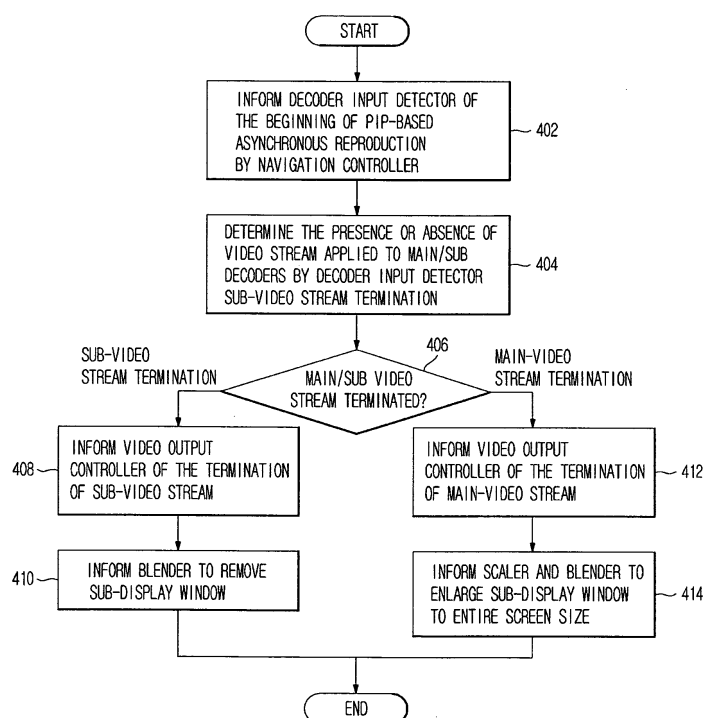 START
INFORM DECODER INPUT DETECTOR OF
THE BEGINNING OF PIP-BASED
ASYNCHRONOUS REPRODUCTION
BY NAVIGATION CONTROLLER
402
DETERMINE THE PRESENCE OR ABSENCE OF
VIDEO STREAM APPLIED TO MAIN/SUB
DECODERS BY DECODER INPUT DETECTOR
SUB-VIDEO STREAM TERMINATION
404
406
SUB-VIDEO
STREAM TERMINATION
MAIN/SUB VIDEO
STREAM TERMINATED?
MAIN-VIDEO
STREAM TERMINATION
408
INFORM VIDEO OUTPUT
CONTROLLER OF THE TERMINATION
OF SUB-VIDEO STREAM
INFORM VIDEO OUTPUT
CONTROLLER OF THE TERMINATION
OF MAIN-VIDEO STREAM
412
410
INFORM BLENDER TO REMOVE
SUB-DISPLAY WINDOW
INFORM SCALER AND BLENDER TO
ENLARGE SUB-DISPLAY WINDOW
TO ENTIRE SCREEN SIZE
414
END